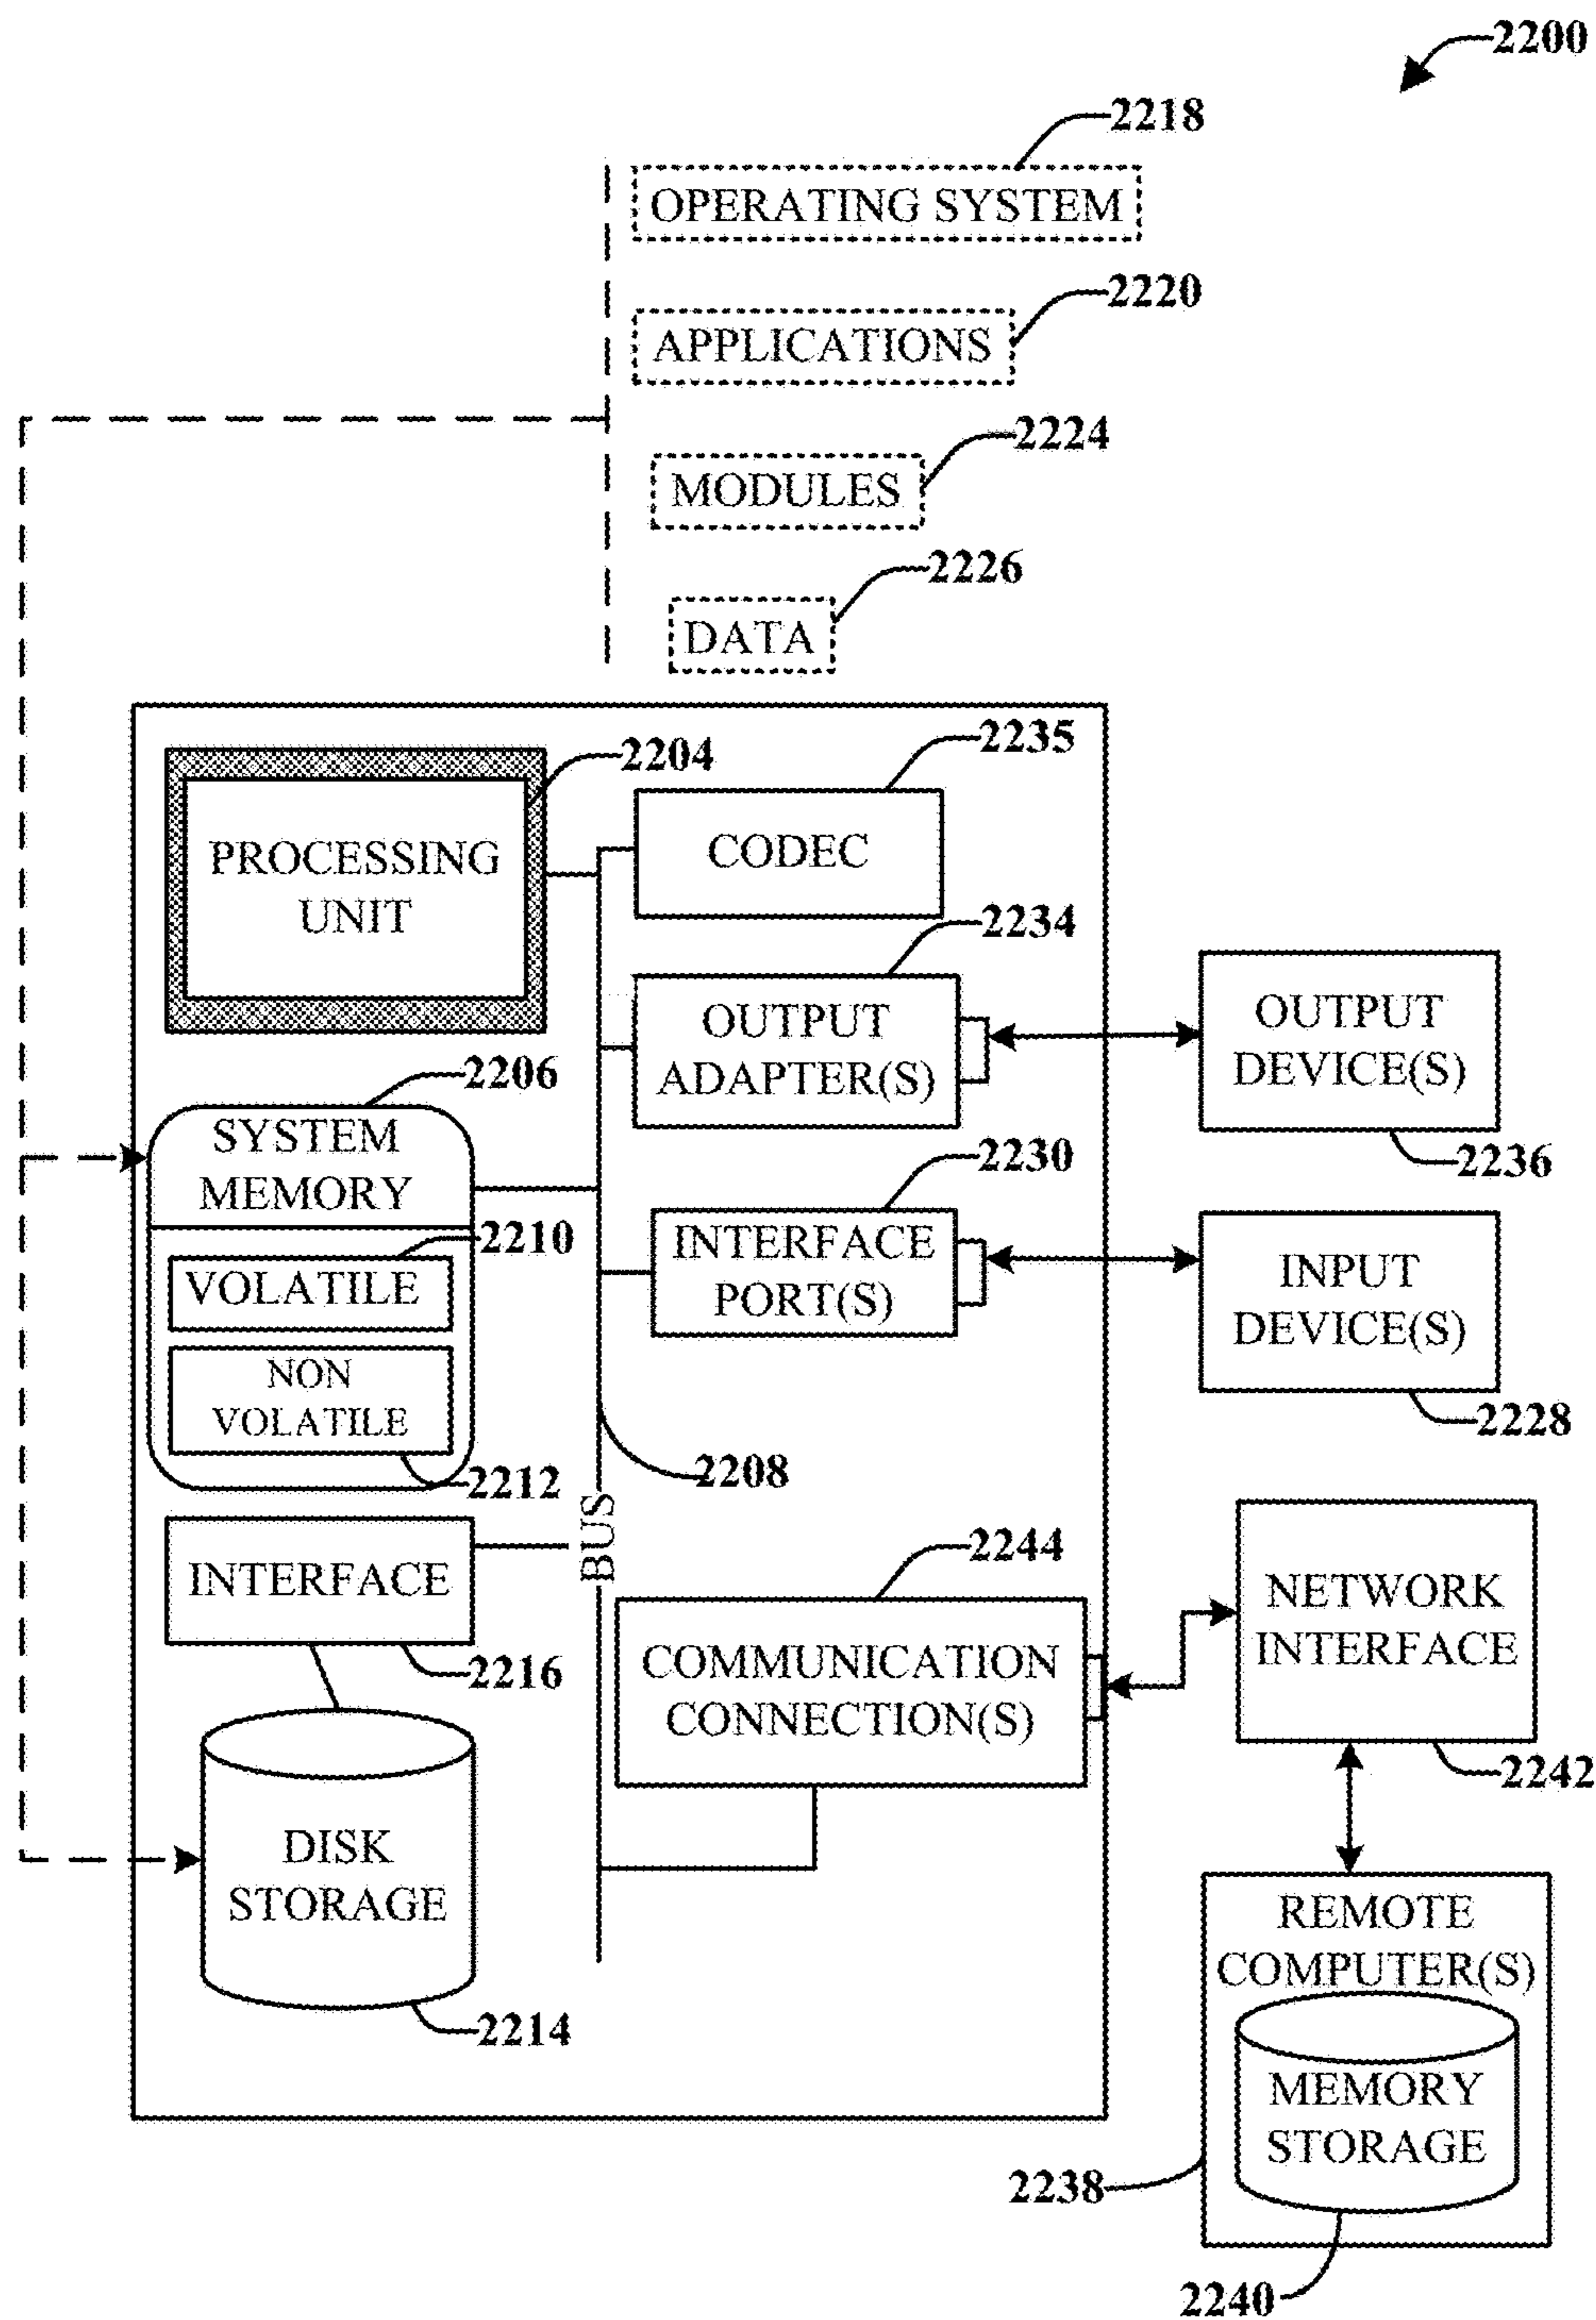 2200
2218
OPERATING SYSTEM
2220
APPLICATIONS
2224
MODULES
2226
DATA
2204
PROCESSING
UNIT
2235
CODEC
2234
OUTPUT
ADAPTER(S)
OUTPUT
DEVICE(S)
2236
2206
SYSTEM
MEMORY
2210
VOLATILE
NON
VOLATILE
2212
2230
INTERFACE
PORT(S)
INPUT
DEVICE(S)
2228
2208
BUS
INTERFACE
2216
2244
COMMUNICATION
CONNECTION(S)
NETWORK
INTERFACE
2242
DISK
STORAGE
2214
REMOTE
COMPUTER(S)
MEMORY
STORAGE
2238
2240